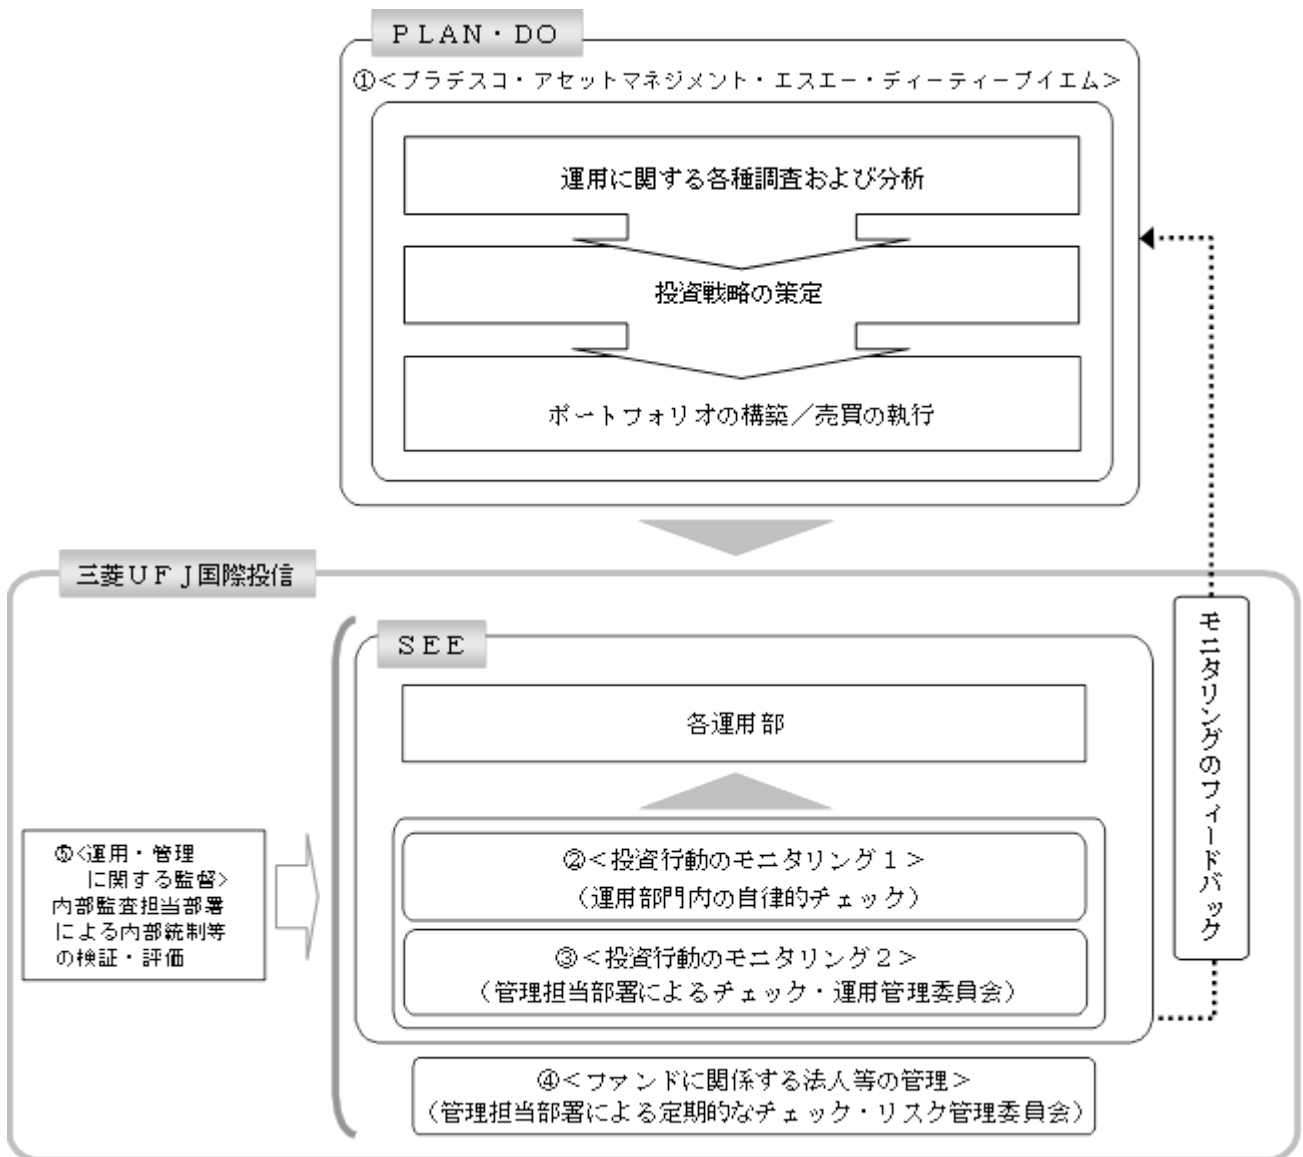 ＰＬＡＮ・ＤＯ
①＜ブラデスコ・アセットマネジメント・エスエー・ディーティーブイエム＞
運用に関する各種調査および分析
投資戦略の策定
ポートフォリオの構築／売買の執行
三菱ＵＦＪ国際投信
ＳＥＥ
各運用部
②＜投資行動のモニタリング１＞
（運用部門内の自律的チェック）
③＜投資行動のモニタリング２＞
（管理担当部署によるチェック・運用管理委員会）
④＜ファンドに関係する法人等の管理＞
（管理担当部署による定期的なチェック・リスク管理委員会）
⑤＜運用・管理
に関する監督＞
内部監査担当部署
による内部統制等
の検証・評価
モニタリングのフィードバック